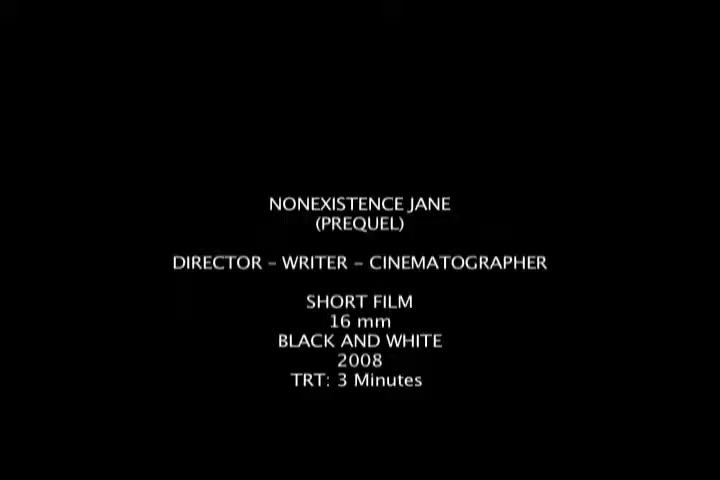 NONEXISTENCE JANE
(PREQUEL)
DIRECTOR – WRITER – CINEMATOGRAPHER
SHORT FILM
16 mm
BLACK AND WHITE
2008
TRT: 3 Minutes